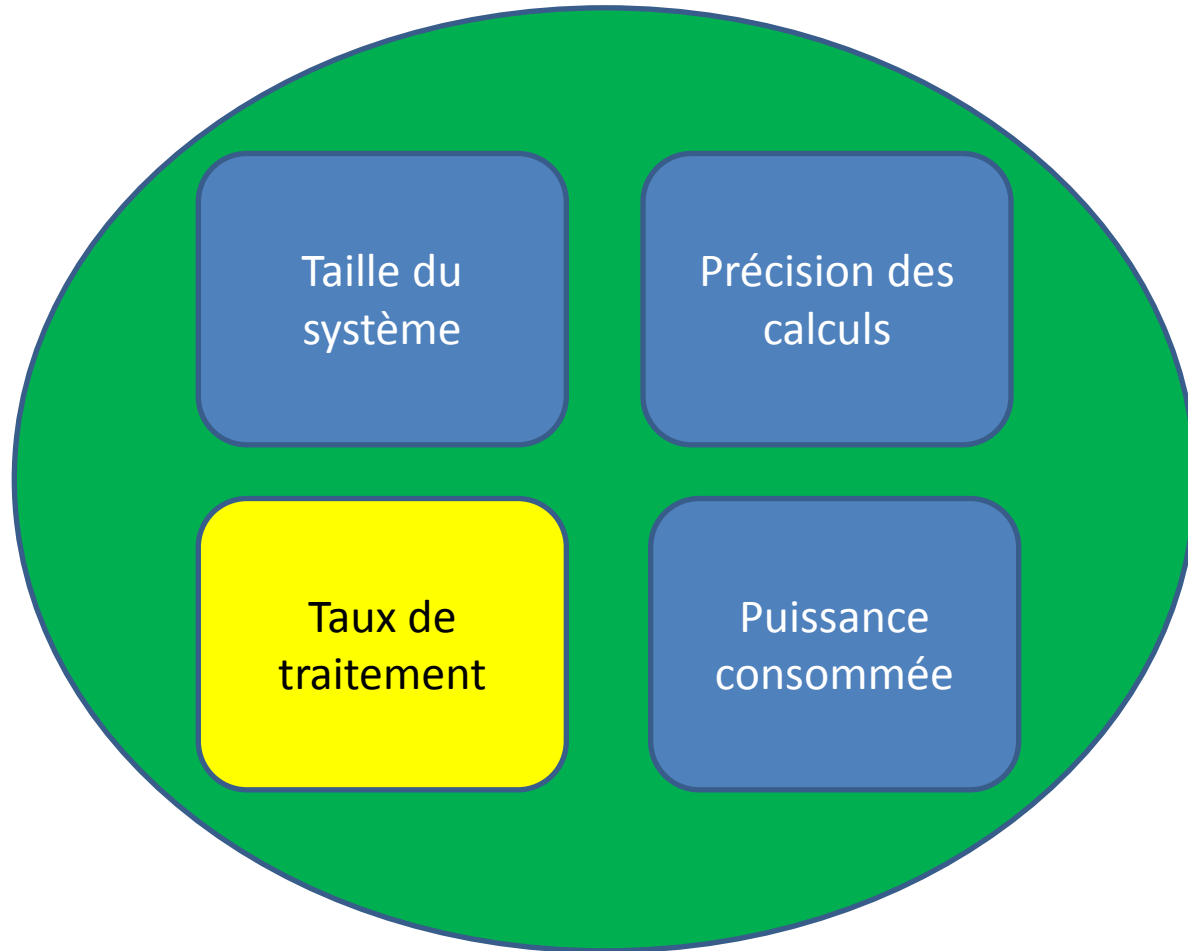 Taille du
système
Précision des
calculs
Taux de
traitement
Puissance
consommée